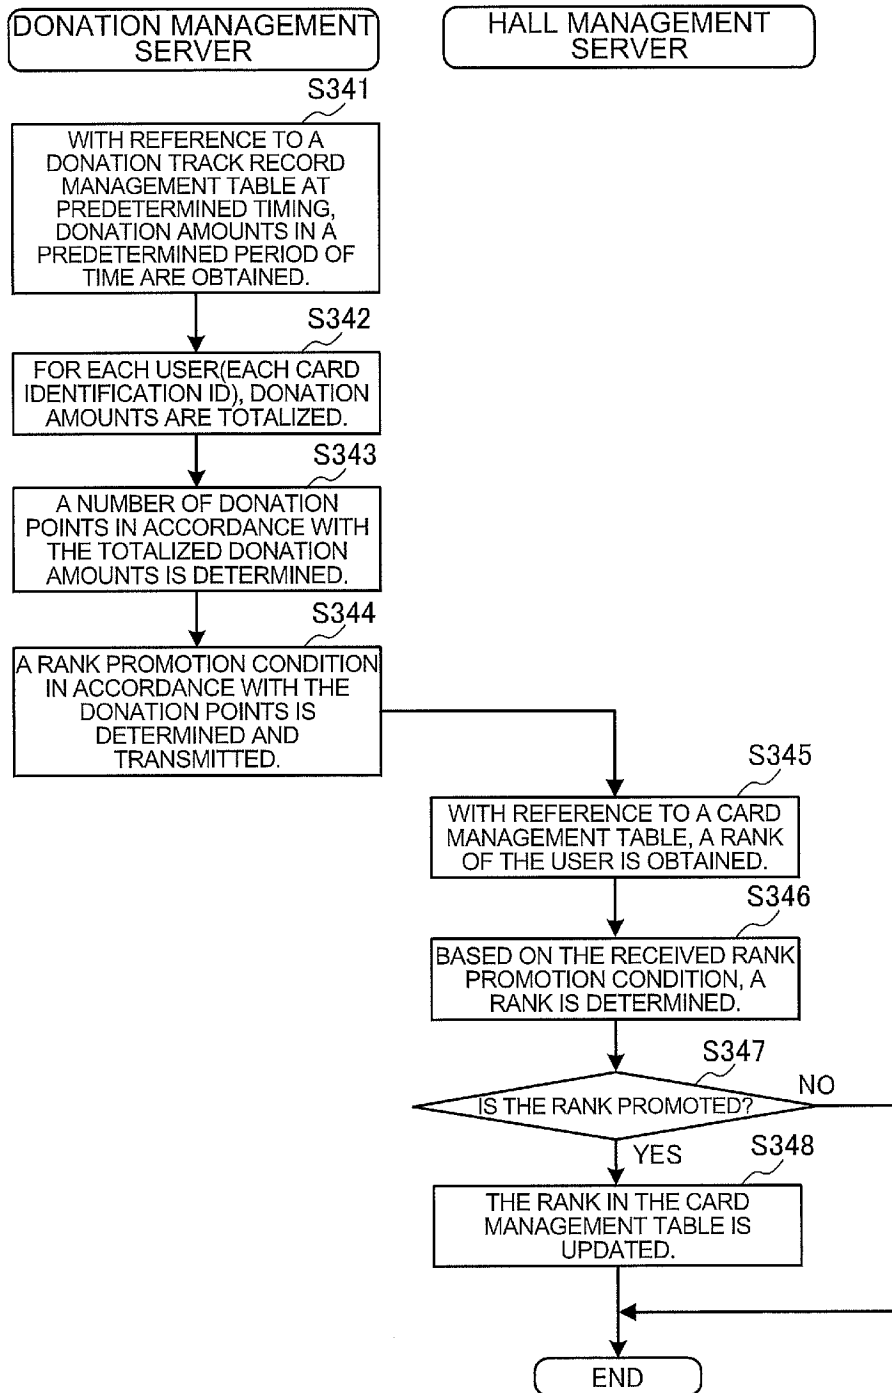 DONATION MANAGEMENT
SERVER
HALL MANAGEMENT
SERVER
S341
WITH REFERENCE TO A
DONATION TRACK RECORD
MANAGEMENT TABLE AT
PREDETERMINED TIMING,
DONATION AMOUNTS IN A
PREDETERMINED PERIOD OF
TIME ARE OBTAINED.
S342
FOR EACH USER(EACH CARD
IDENTIFICATION ID), DONATION
AMOUNTS ARE TOTALIZED.
S343
A NUMBER OF DONATION
POINTS IN ACCORDANCE WITH
THE TOTALIZED DONATION
AMOUNTS IS DETERMINED.
S344
A RANK PROMOTION CONDITION
IN ACCORDANCE WITH THE
DONATION POINTS IS
DETERMINED AND
TRANSMITTED.
S345
WITH REFERENCE TO A CARD
MANAGEMENT TABLE, A RANK
OF THE USER IS OBTAINED.
S346
BASED ON THE RECEIVED RANK
PROMOTION CONDITION, A
RANK IS DETERMINED.
S347
IS THE RANK PROMOTED?
NO
YES
S348
THE RANK IN THE CARD
MANAGEMENT TABLE IS
UPDATED.
END